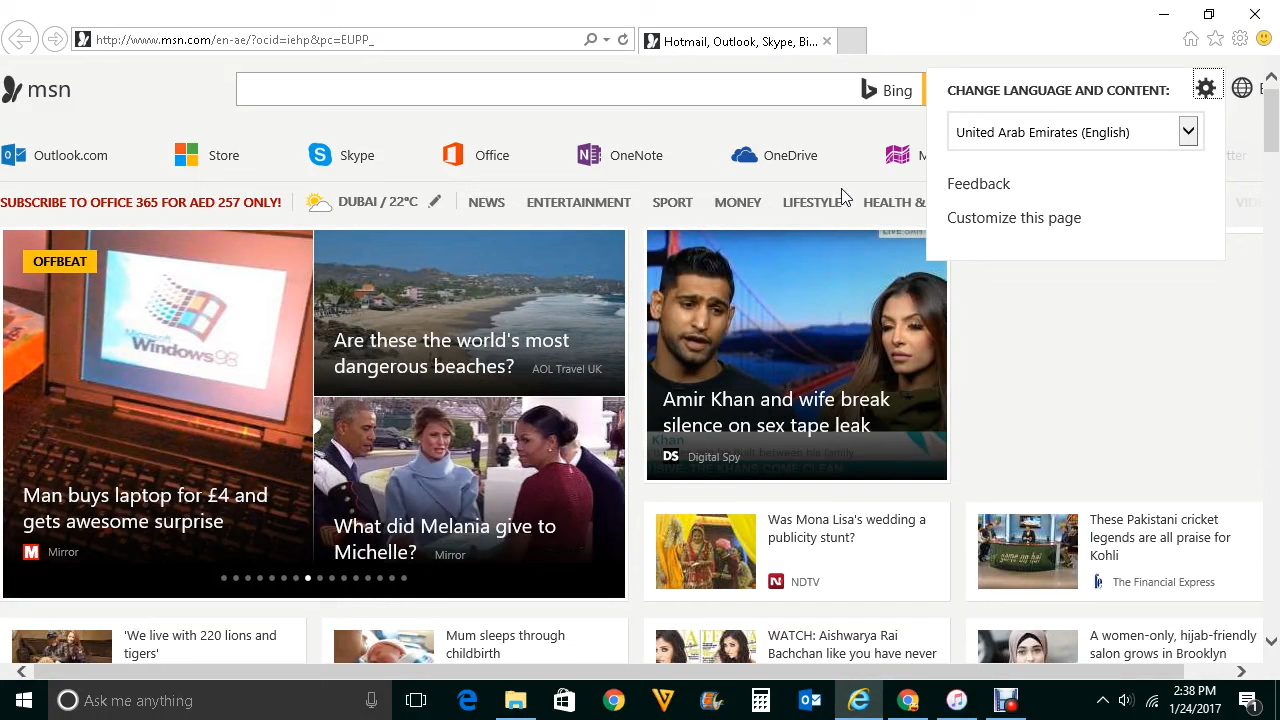 http://www.msn.com/en-ae/?ocid=iehp&pc=EUPP_
Hotmail, Outlook, Skype, Bi...
msn
Bing
CHANGE LANGUAGE AND CONTENT:
United Arab Emirates (English)
Feedback
Customize this page
Outlook.com
Store
Skype
Office
OneNote
OneDrive
SUBSCRIBE TO OFFICE 365 FOR AED 257 ONLY!
DUBAI / 22°C
NEWS
ENTERTAINMENT
SPORT
MONEY
LIFESTYLE
HEALTH &
OFFBEAT
Microsoft
Windows 98
Man buys laptop for £4 and
gets awesome surprise
M Mirror
Are these the world's most
dangerous beaches? AOL Travel UK
What did Melania give to
Michelle? Mirror
Amir Khan and wife break
silence on sex tape leak
DS Digital Spy
Was Mona Lisa's wedding a
publicity stunt?
N NDTV
These Pakistani cricket
legends are all praise for
Kohli
The Financial Express
'We live with 220 lions and
tigers'
Mum sleeps through
childbirth
WATCH: Aishwarya Rai
Bachchan like you have never
A women-only, hijab-friendly
salon grows in Brooklyn
Ask me anything
2:38 PM
1/24/2017
1